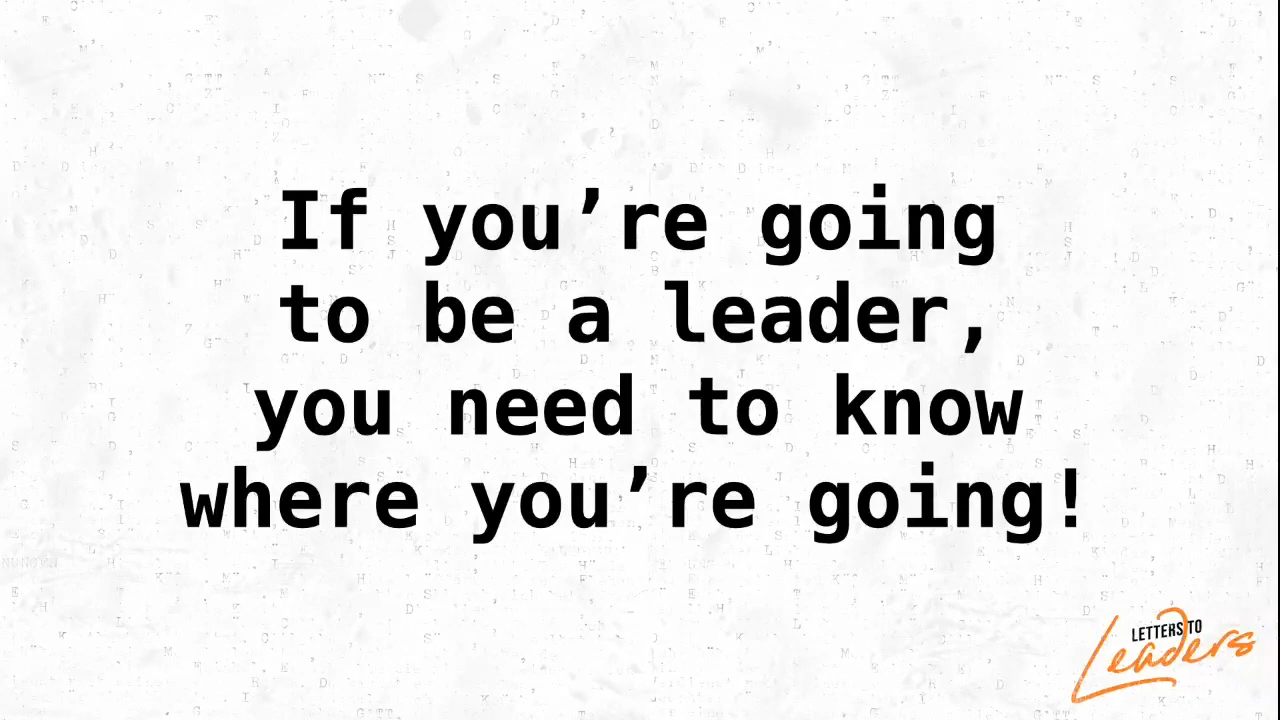 If you’re going
to be a leader,
you need to know
where you’re going!
LETTERS TO
Leaders